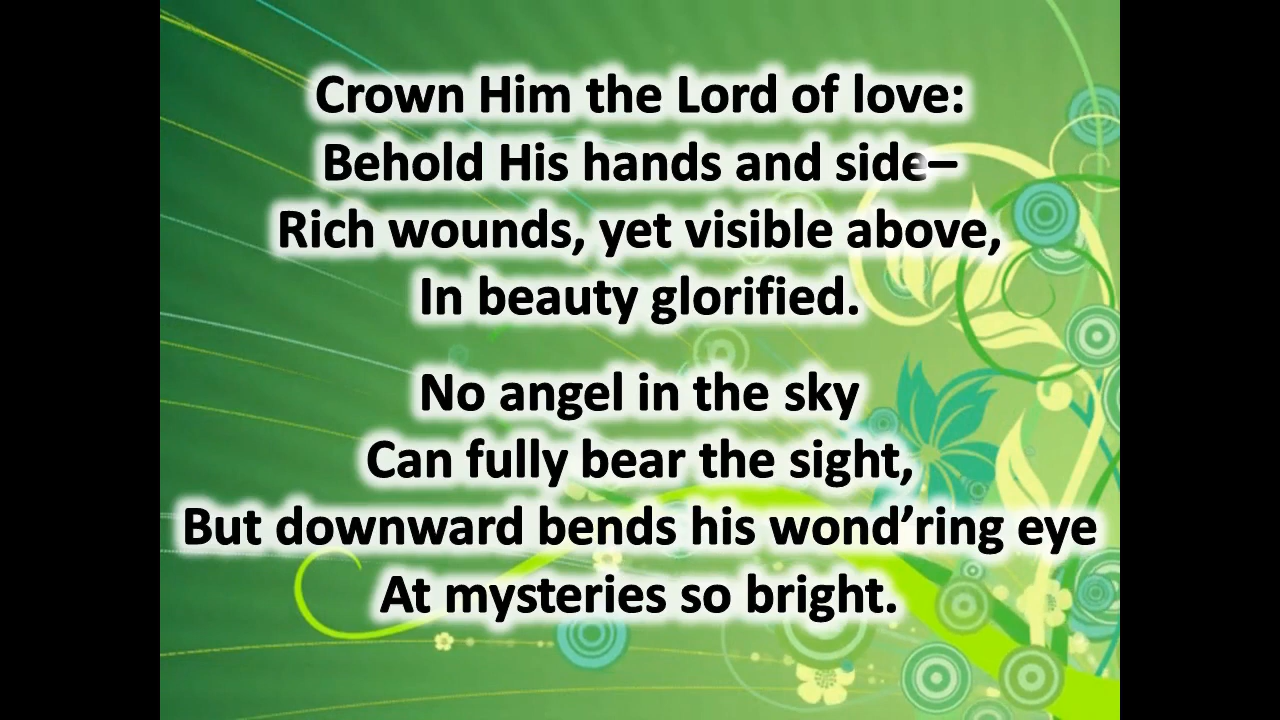 Crown Him the Lord of love:
Behold His hands and side–
Rich wounds, yet visible above,
In beauty glorified.
No angel in the sky
Can fully bear the sight,
But downward bends his wond’ring eye
At mysteries so bright.